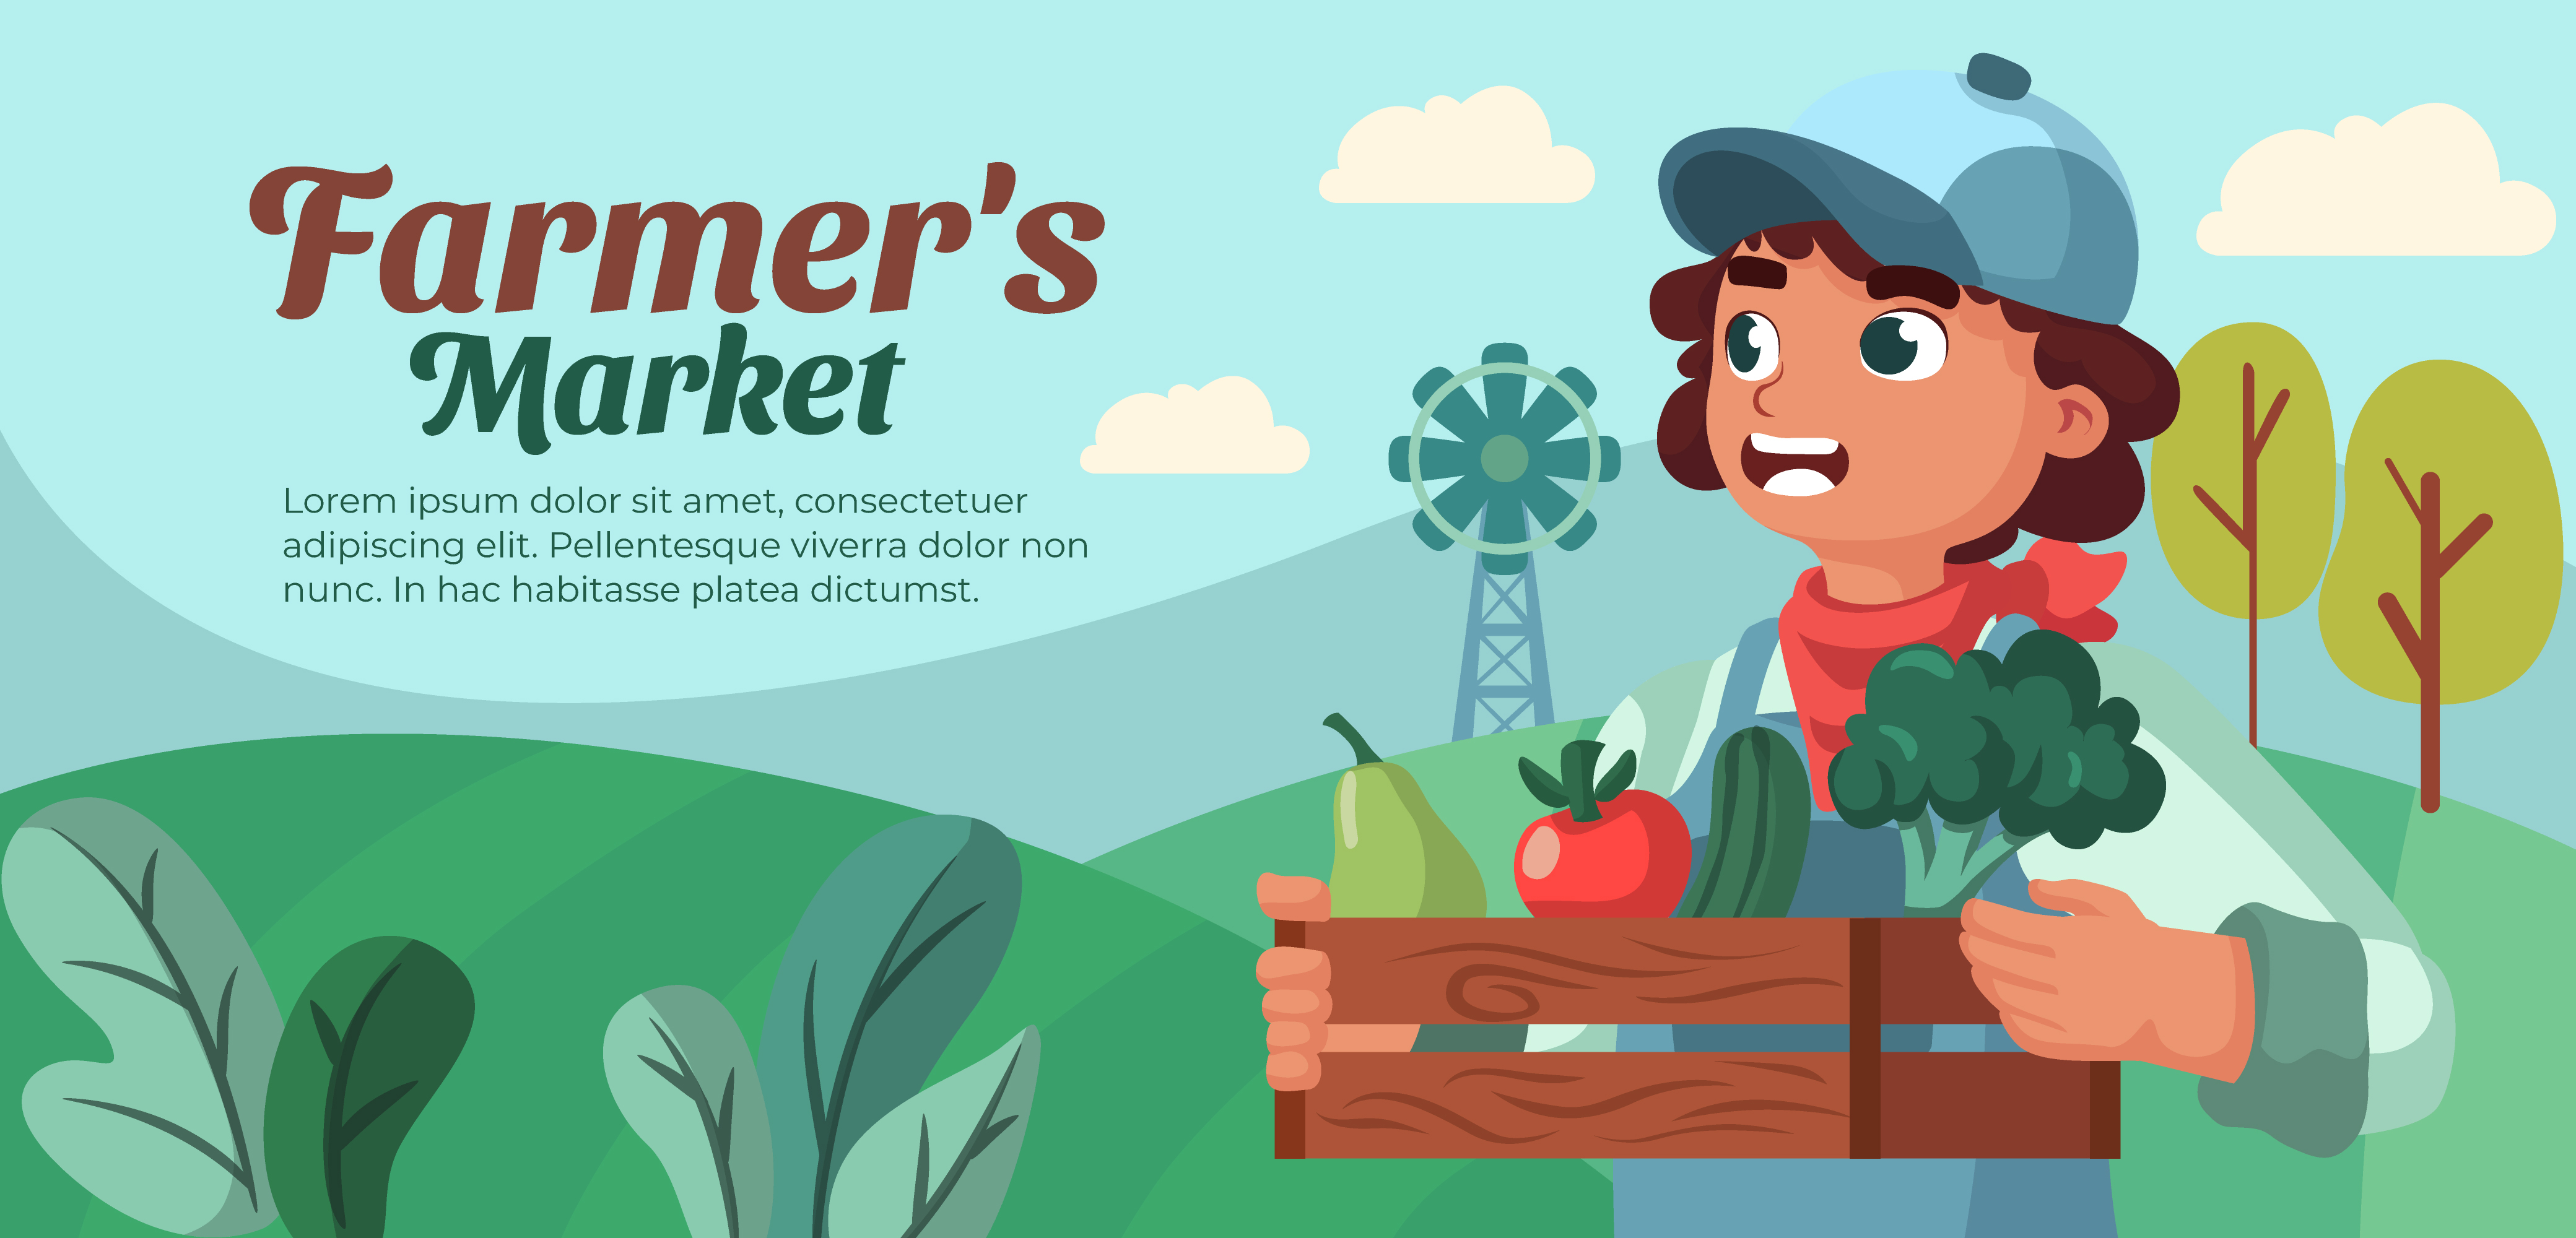 Farmer's
Market
Lorem ipsum dolor sit amet, consectetuer
adipiscing elit. Pellentesque viverra dolor non
nunc. In hac habitasse platea dictumst.